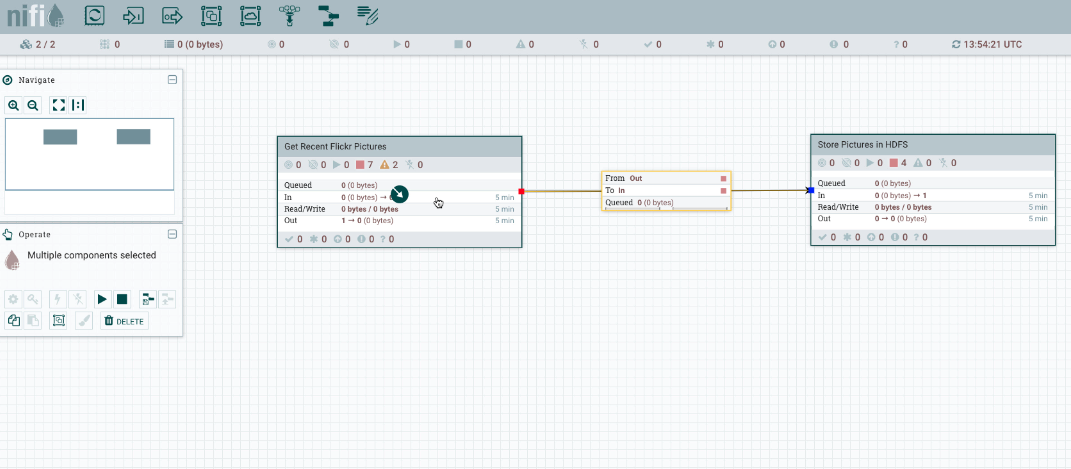 nifi
2 / 2 0 0 (0 bytes) 0 0 0 0 0 0 0 0 0 0 0 13:54:21 UTC
Navigate
Operate
Multiple components selected
DELETE
Get Recent Flickr Pictures
0 0 0 7 2 0
Queued 0 (0 bytes)
In 0 (0 bytes) → 5 min
Read/Write 0 bytes / 0 bytes 5 min
Out 1 → 0 (0 bytes) 5 min
0 0 0 0 ? 0
From Out
To In
Queued 0 (0 bytes)
Store Pictures in HDFS
0 0 0 4 0 0
Queued 0 (0 bytes)
In 0 (0 bytes) → 1 5 min
Read/Write 0 bytes / 0 bytes 5 min
Out 0 → 0 (0 bytes) 5 min
0 0 0 0 ? 0